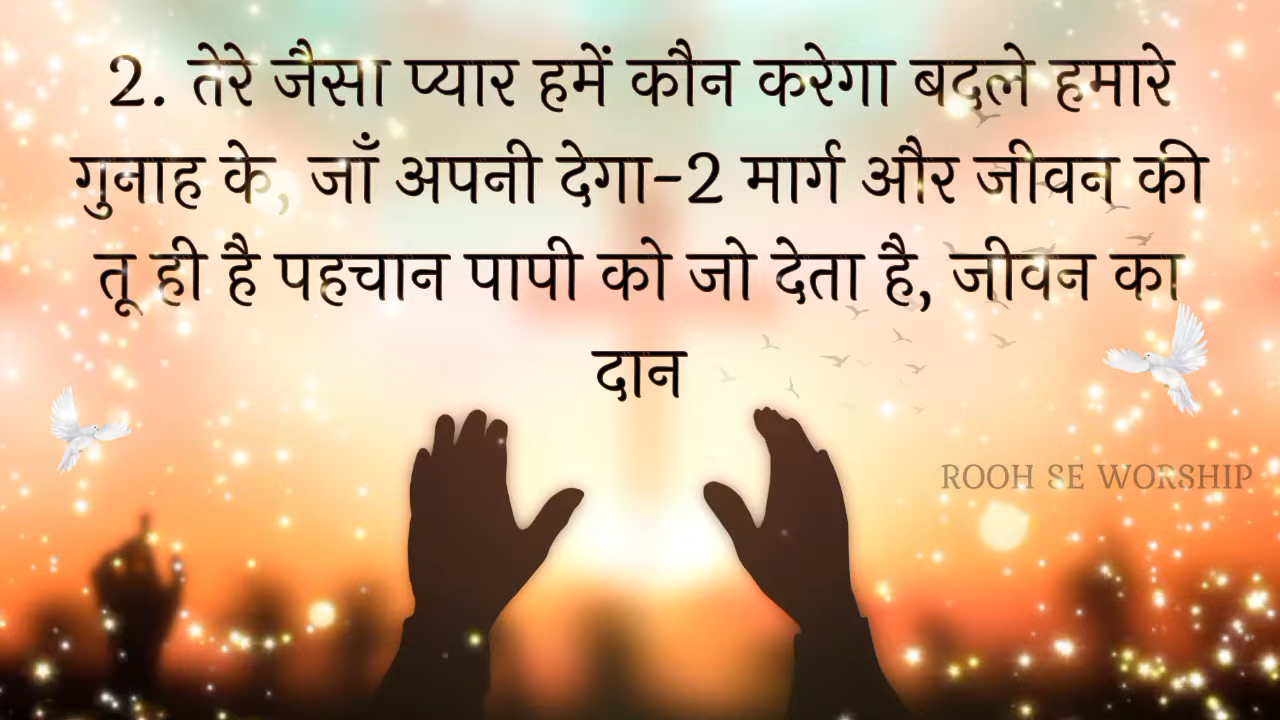 2. तेरे जैसा प्यार हमें कौन करेगा बदले हमारे
गुनाह के, जाँ अपनी देगा-2 मार्ग और जीवन की
तू ही है पहचान पापी को जो देता है, जीवन का
दान
ROOH SE WORSHIP